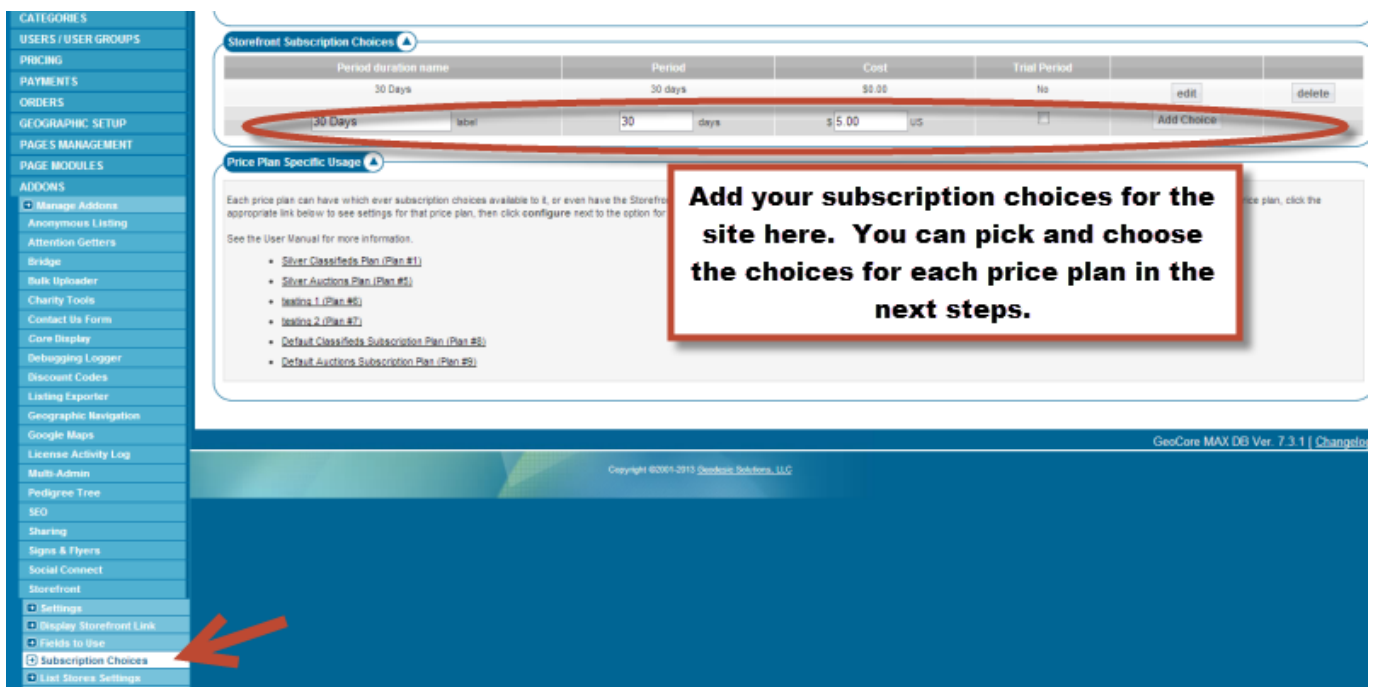 CATEGORIES
USERS / USER GROUPS
PRICING
PAYMENTS
ORDERS
GEOGRAPHIC SETUP
PAGES MANAGEMENT
PAGE MODULES
ADDONS
Manage Addons
Anonymous Listing
Attention Getters
Bridge
Bulk Uploader
Charity Tools
Contact Us Form
Core Display
Debugging Logger
Discount Codes
Listing Exporter
Geographic Navigation
Google Maps
License Activity Log
Multi-Admin
Pedigree Tree
SEO
Sharing
Signs & Flyers
Social Connect
Storefront
Settings
Display Storefront Link
Fields to Use
Subscription Choices
List Stores Settings
Storefront Subscription Choices
Period duration name Period Cost Trial Period
30 Days 30 days $0.00 No edit delete
30 Days label 30 days $ 5.00 US Add Choice
Price Plan Specific Usage
Each price plan can have which ever subscription choices available to it, or even have the Storefro price plan, click the
appropriate link below to see settings for that price plan, then click configure next to the option for
See the User Manual for more information.
Silver Classifieds Plan (Plan #1)
Silver Auctions Plan (Plan #5)
testing 1 (Plan #6)
testing 2 (Plan #7)
Default Classifieds Subscription Plan (Plan #8)
Default Auctions Subscription Plan (Plan #9)
Add your subscription choices for the
site here. You can pick and choose
the choices for each price plan in the
next steps.
GeoCore MAX DB Ver. 7.3.1 [ Changelo
Copyright ©2001-2013 Geodesic Solutions, LLC